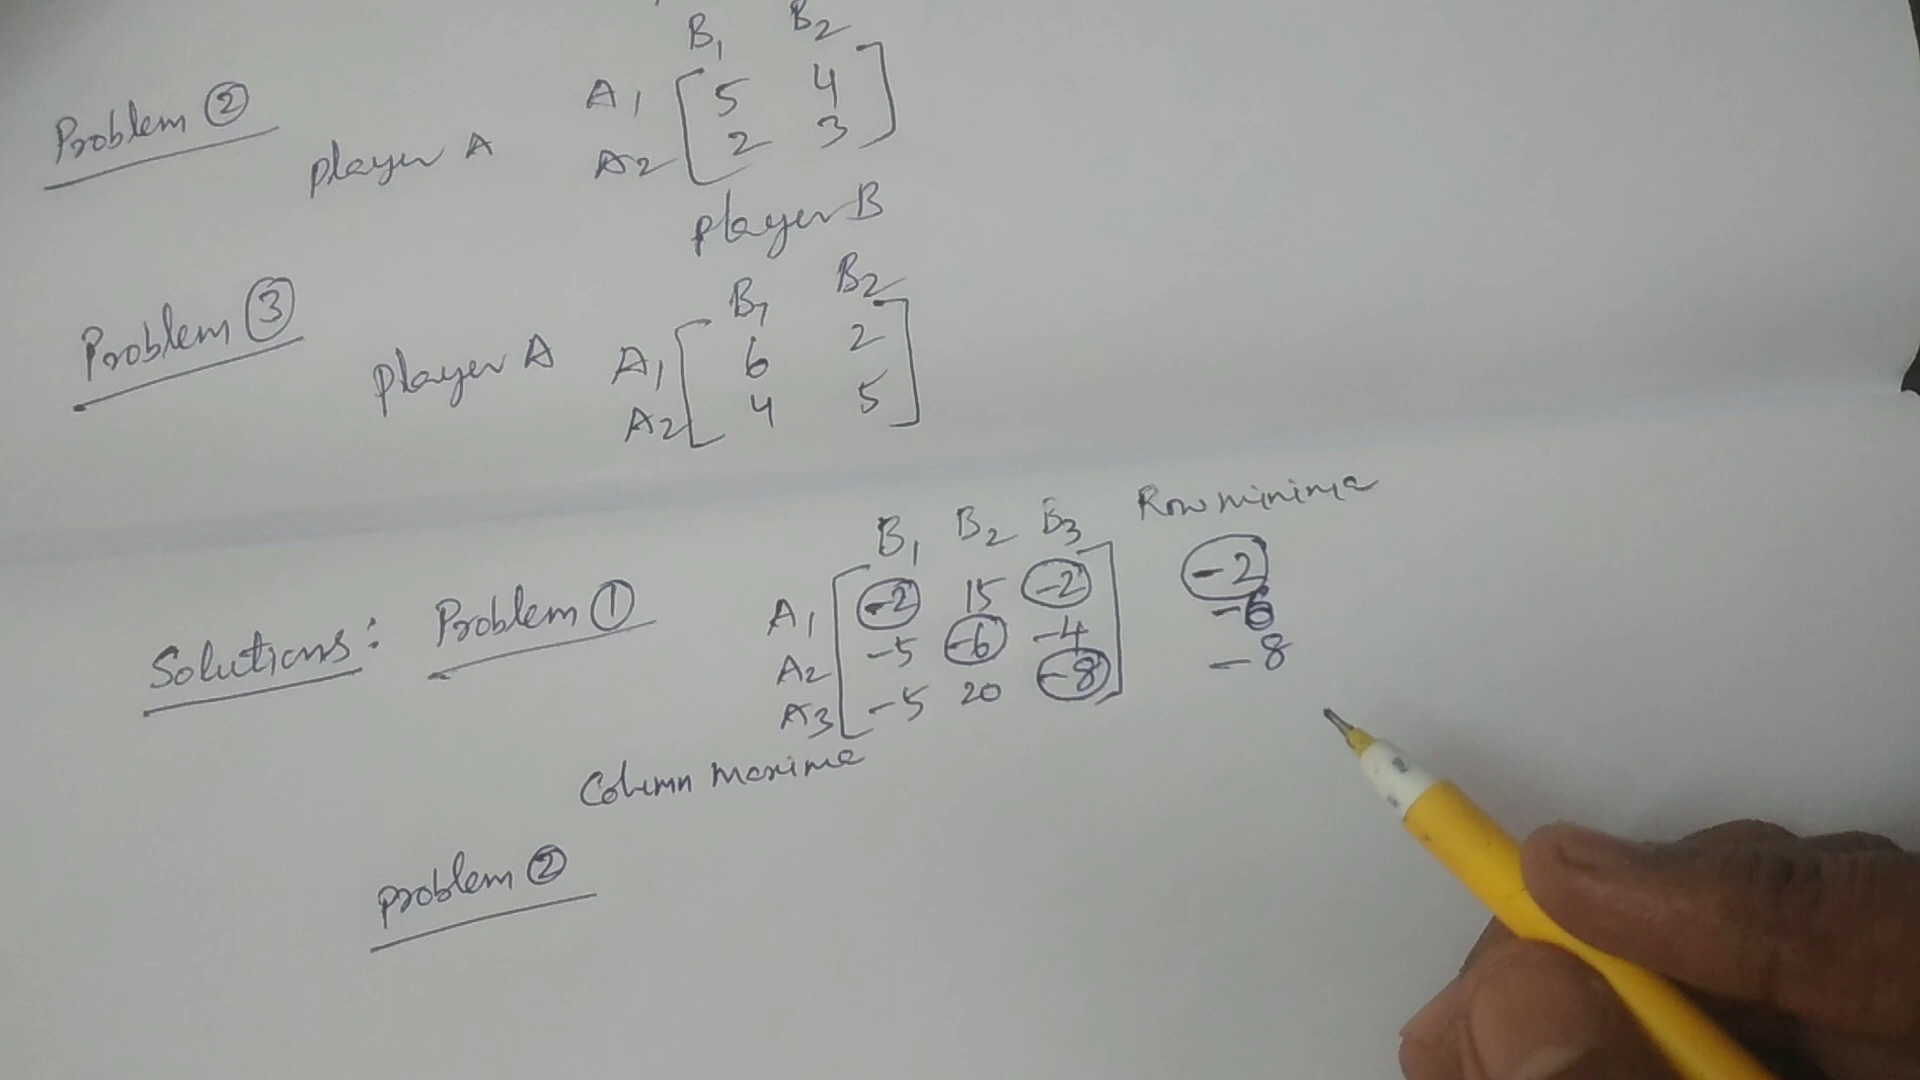 B1 B2
Problem ② Player A A1 5 4
A2 2 3
Player B
B1 B2
Problem ③ Player A A1 6 2
A2 4 5
B1 B2 B3 Row minima
Solutions: Problem ① A1 -2 15 -2 -2
A2 -5 -6 -4 -6
A3 -5 20 -8 -8
Column maxima
problem ②